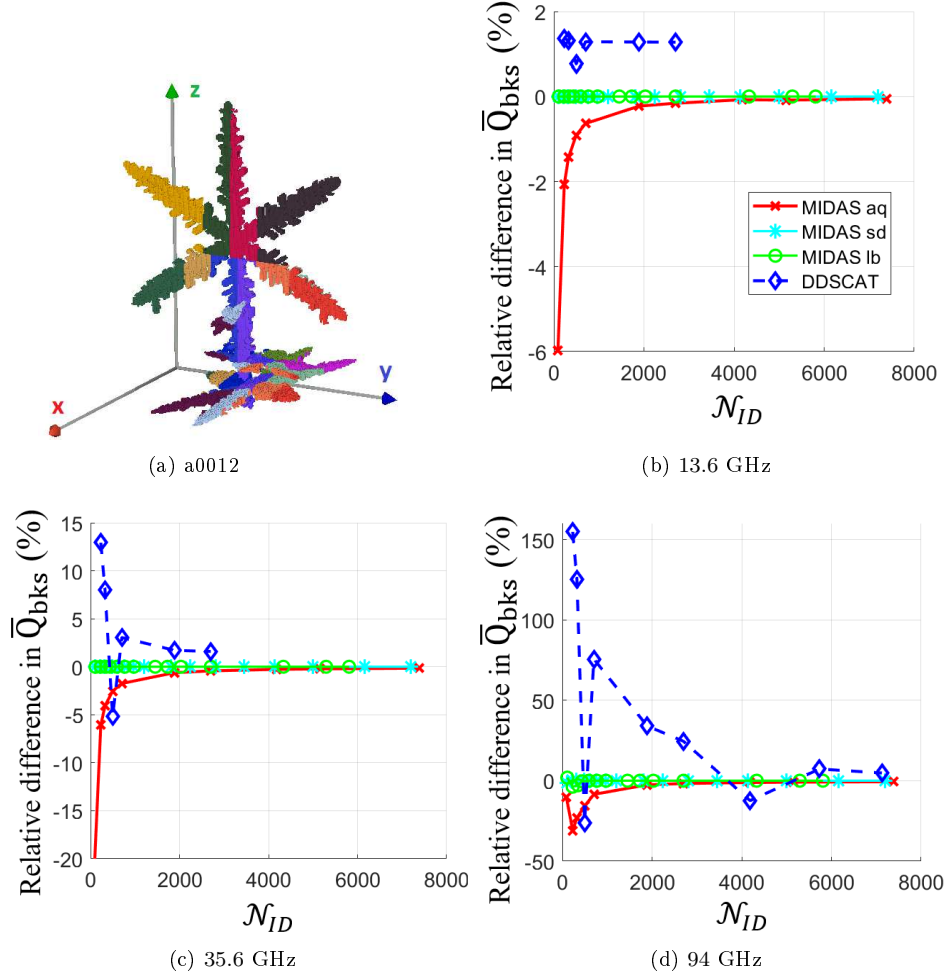 z
y
x
(a) a0012
Relative difference in Q̅bks (%)
2
0
-2
-4
-6
0 2000 4000 6000 8000
𝒩ID
MIDAS aq
MIDAS sd
MIDAS lb
DDSCAT
(b) 13.6 GHz
Relative difference in Q̅bks (%)
15
10
5
0
-5
-10
-15
-20
0 2000 4000 6000 8000
𝒩ID
(c) 35.6 GHz
Relative difference in Q̅bks (%)
150
100
50
0
-50
0 2000 4000 6000 8000
𝒩ID
(d) 94 GHz